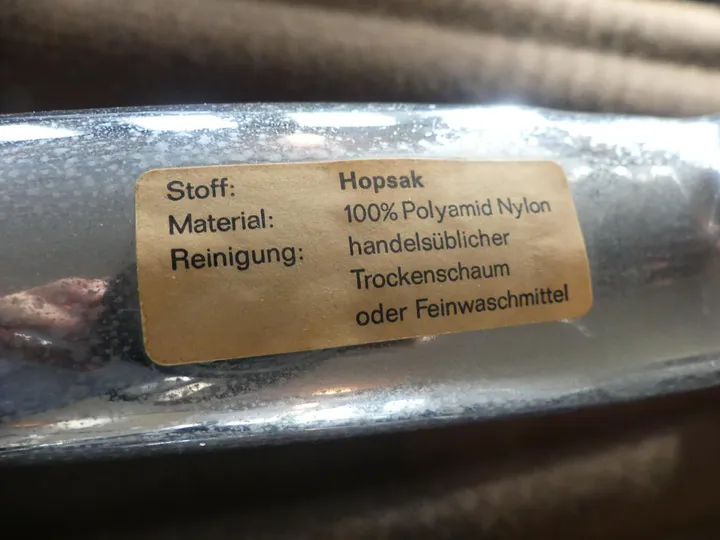 Stoff: Hopsak
Material: 100% Polyamid Nylon
Reinigung: handelsüblicher
Trockenschaum
oder Feinwaschmittel